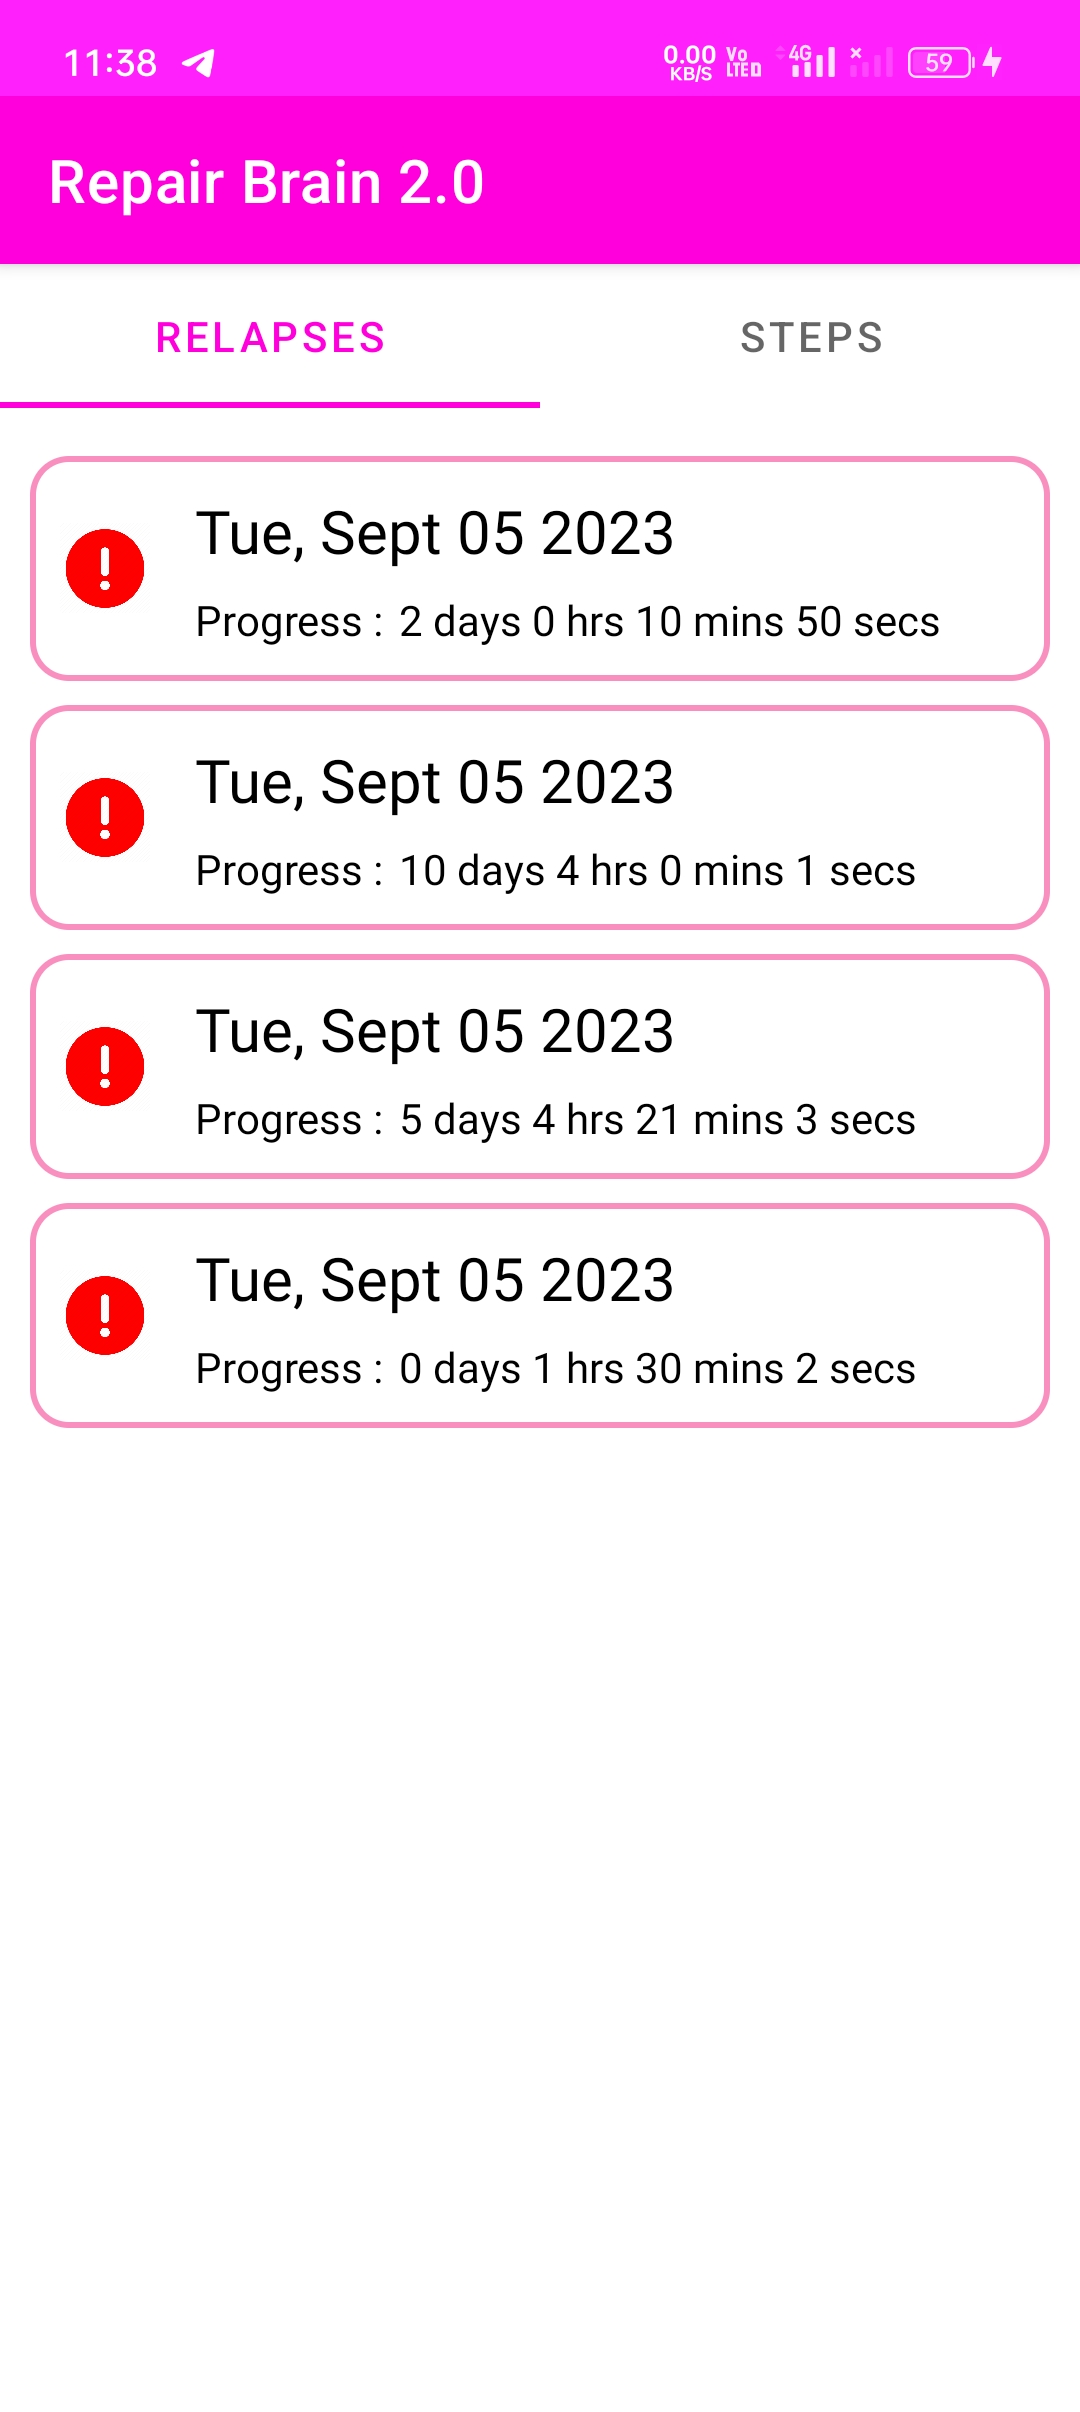 11:38 0.00 KB/S Vo LTE D 4G 59
Repair Brain 2.0
RELAPSES STEPS
Tue, Sept 05 2023
Progress : 2 days 0 hrs 10 mins 50 secs
Tue, Sept 05 2023
Progress : 10 days 4 hrs 0 mins 1 secs
Tue, Sept 05 2023
Progress : 5 days 4 hrs 21 mins 3 secs
Tue, Sept 05 2023
Progress : 0 days 1 hrs 30 mins 2 secs